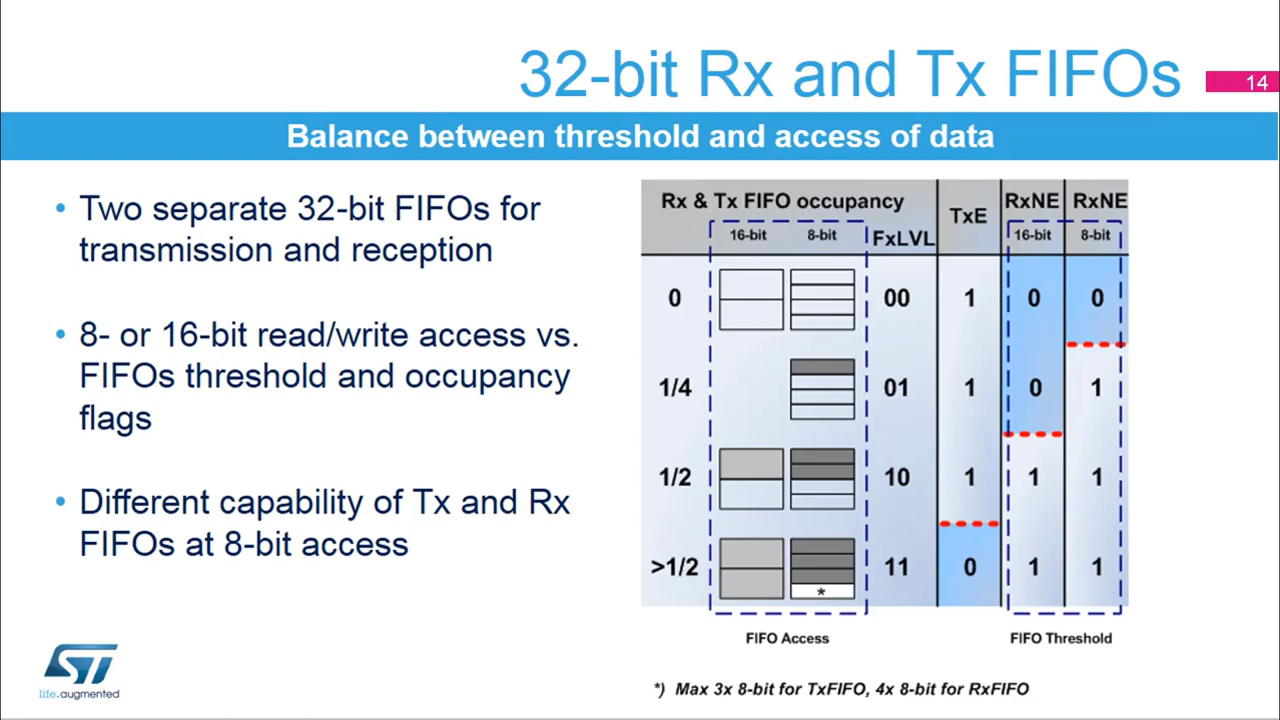 32-bit Rx and Tx FIFOs
14
Balance between threshold and access of data
• Two separate 32-bit FIFOs for
transmission and reception
• 8- or 16-bit read/write access vs.
FIFOs threshold and occupancy
flags
• Different capability of Tx and Rx
FIFOs at 8-bit access
Rx & Tx FIFO occupancy TxE RxNE RxNE
16-bit 8-bit FxLVL 16-bit 8-bit
0 00 1 0 0
1/4 01 1 0 1
1/2 10 1 1 1
>1/2 11 0 1 1
*
FIFO Access FIFO Threshold
*) Max 3x 8-bit for TxFIFO, 4x 8-bit for RxFIFO
ST
life.augmented